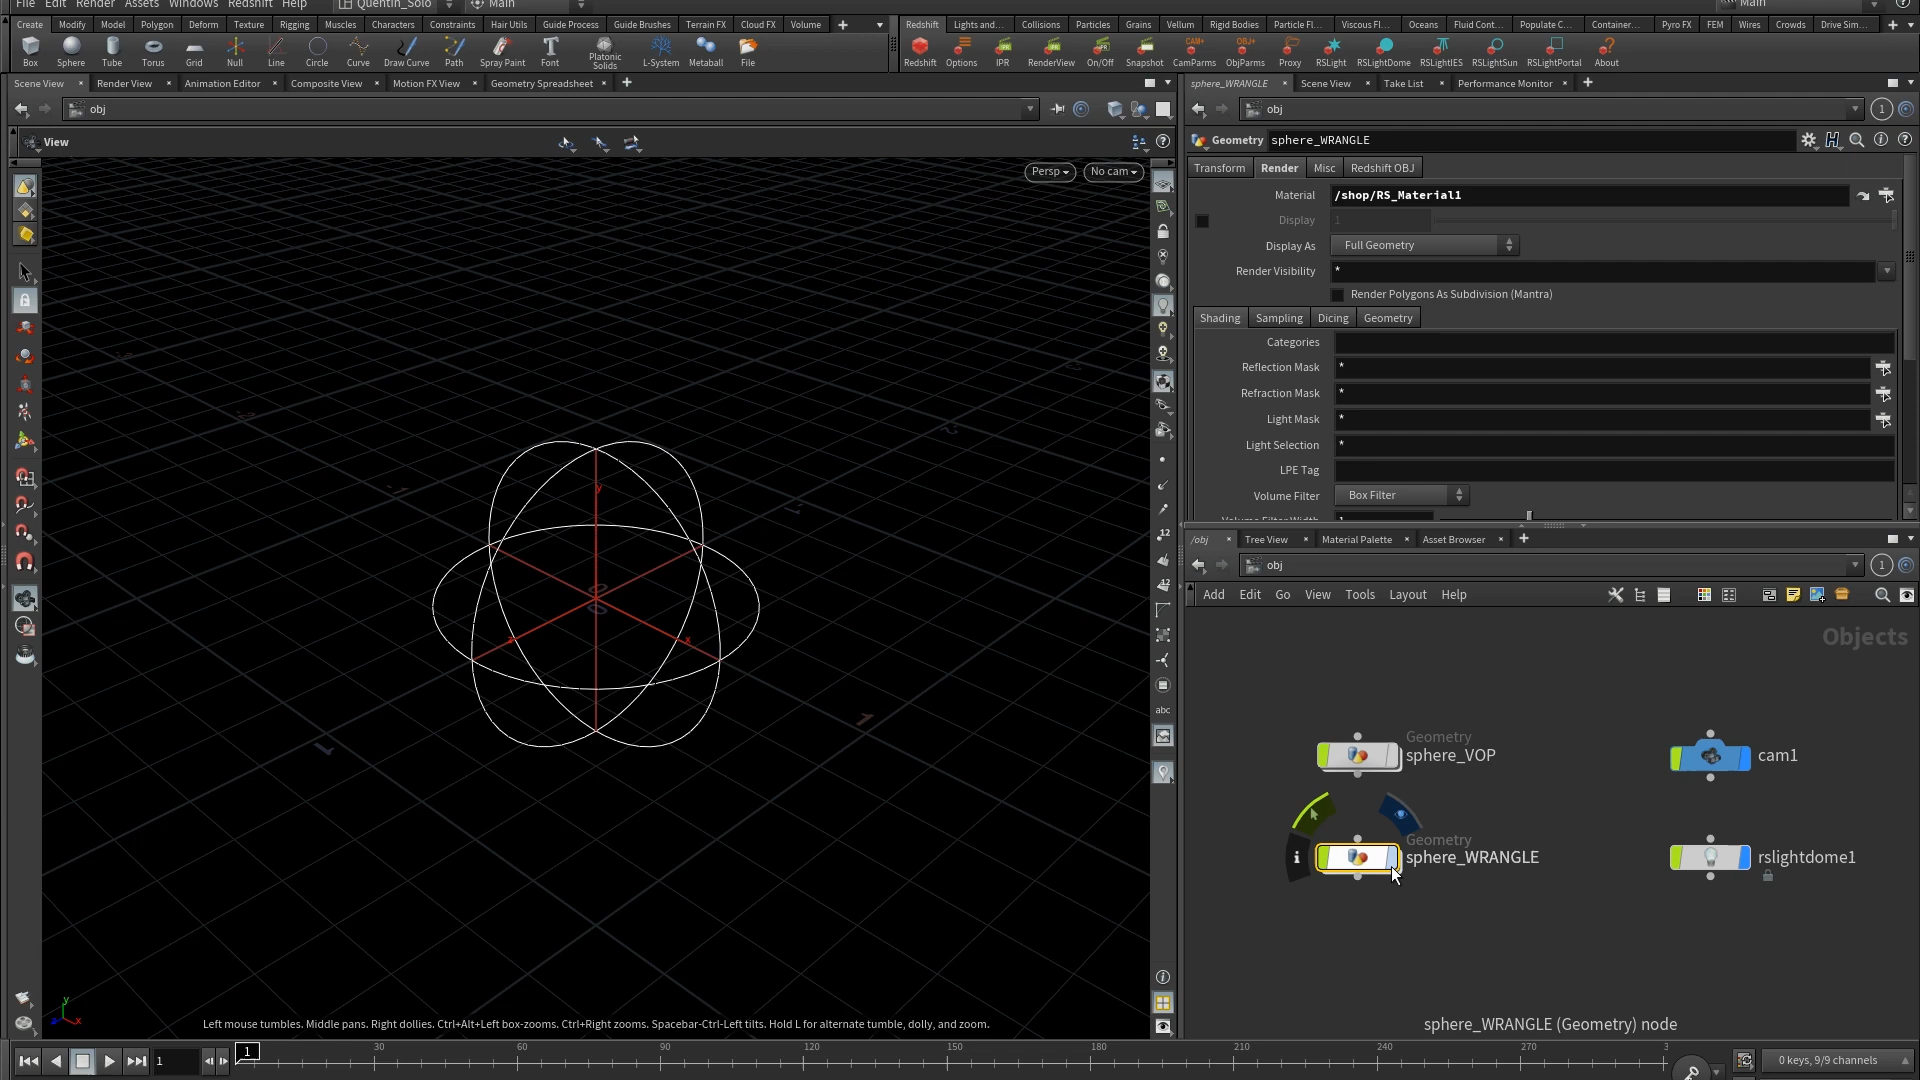 File Edit Render Assets Windows Redshift Help Quentin_Solo Main Main
Create Modify Model Polygon Deform Texture Rigging Muscles Characters Constraints Hair Utils Guide Process Guide Brushes Terrain FX Cloud FX Volume
Redshift Lights and... Collisions Particles Grains Vellum Rigid Bodies Particle Fl... Viscous Fl... Oceans Fluid Cont... Populate C... Container... Pyro FX FEM Wires Crowds Drive Sim...
Box Sphere Tube Torus Grid Null Line Circle Curve Draw Curve Path Spray Paint Font Platonic Solids L-System Metaball File
Redshift Options IPR RenderView On/Off Snapshot CamParms ObjParms Proxy RSLight RSLightDome RSLightIES RSLightSun RSLightPortal About
Scene View Render View Animation Editor Composite View Motion FX View Geometry Spreadsheet
sphere_WRANGLE Scene View Take List Performance Monitor
obj
obj 1
View
Geometry sphere_WRANGLE
Persp No cam
Transform Render Misc Redshift OBJ
Material /shop/RS_Material1
Display 1
Display As Full Geometry
Render Visibility *
Render Polygons As Subdivision (Mantra)
Shading Sampling Dicing Geometry
Categories
Reflection Mask *
Refraction Mask *
Light Mask *
Light Selection *
LPE Tag
Volume Filter Box Filter
/obj Tree View Material Palette Asset Browser
obj 1
Add Edit Go View Tools Layout Help
Objects
Geometry
sphere_VOP
cam1
Geometry
sphere_WRANGLE
rslightdome1
y
z
x
12
12
abc
y
x
Left mouse tumbles. Middle pans. Right dollies. Ctrl+Alt+Left box-zooms. Ctrl+Right zooms. Spacebar-Ctrl-Left tilts. Hold L for alternate tumble, dolly, and zoom.
sphere_WRANGLE (Geometry) node
1 1 30 60 90 120 150 180 210 240 270 3
0 keys, 9/9 channels